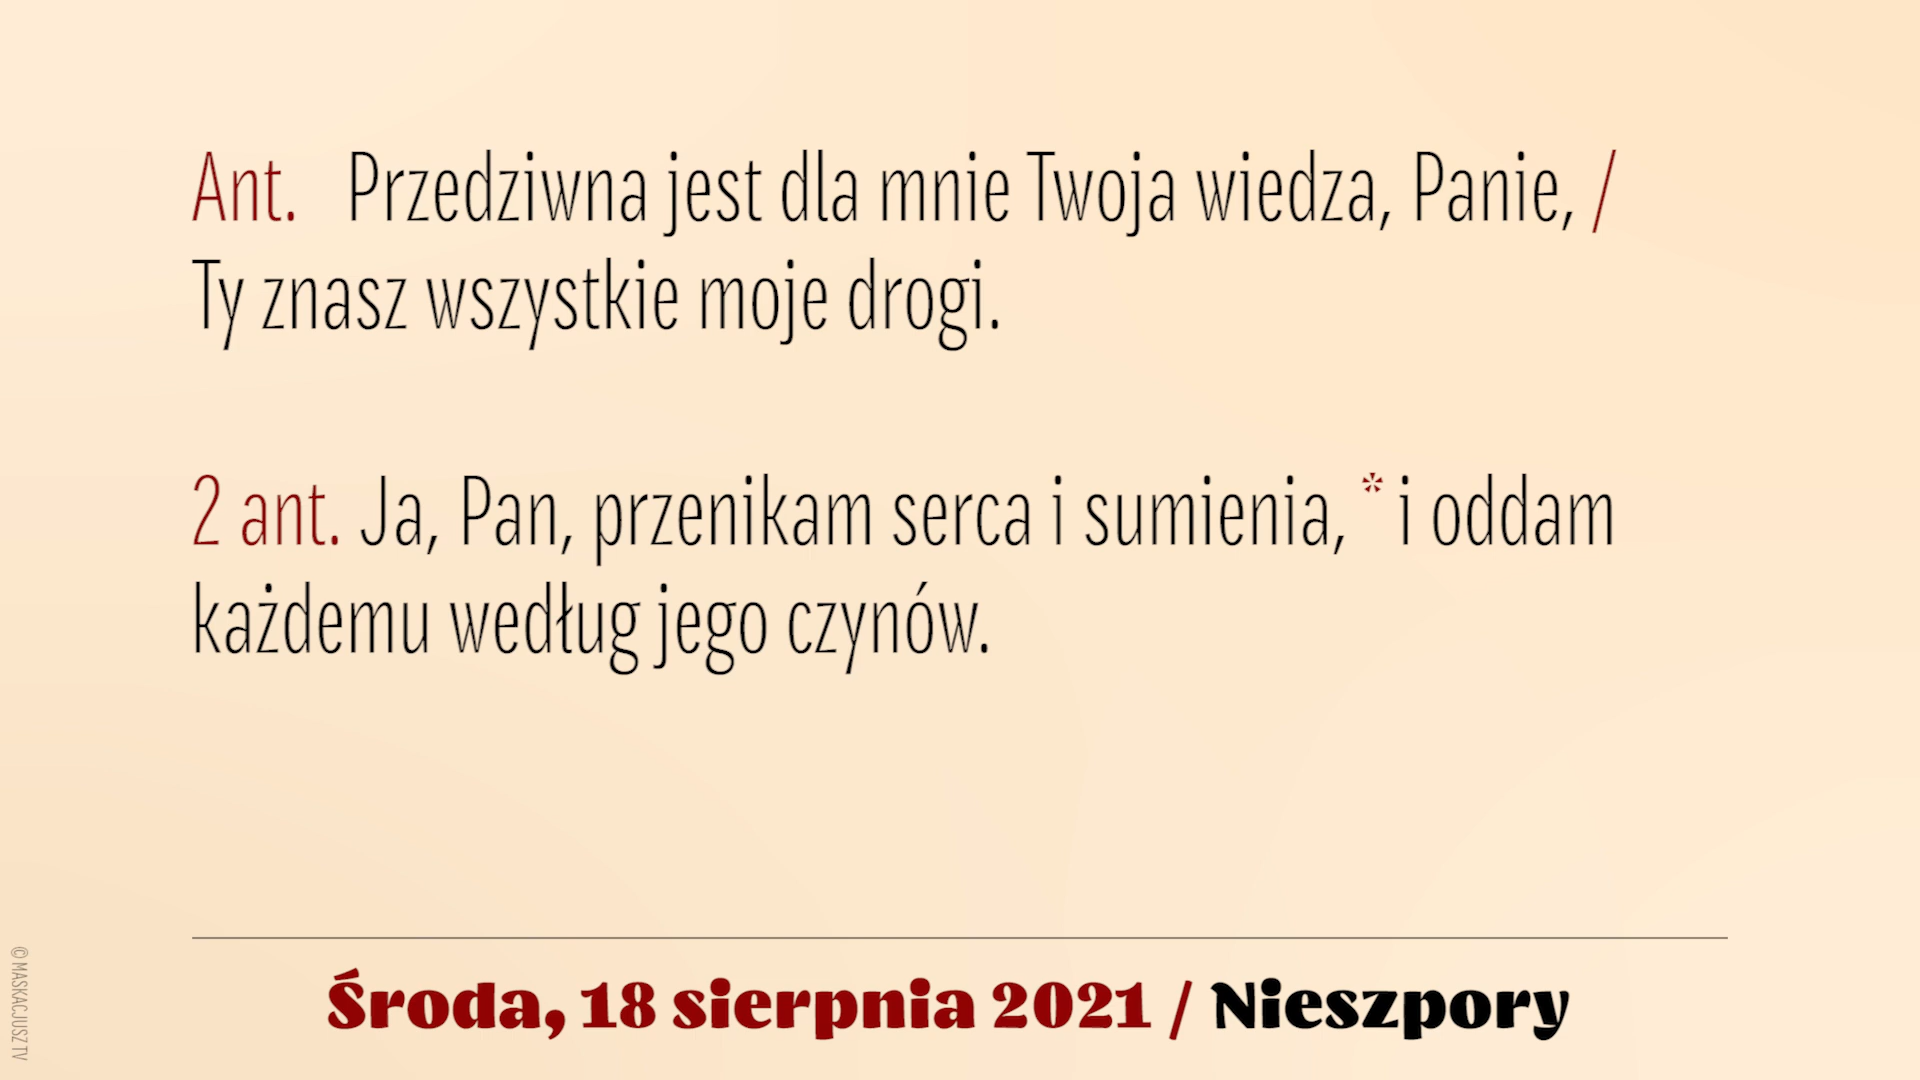 Ant. Przedziwna jest dla mnie Twoja wiedza, Panie, /
Ty znasz wszystkie moje drogi.
2 ant. Ja, Pan, przenikam serca i sumienia, * i oddam
każdemu według jego czynów.
Środa, 18 sierpnia 2021 / Nieszpory
© MASKACJUSZ TV